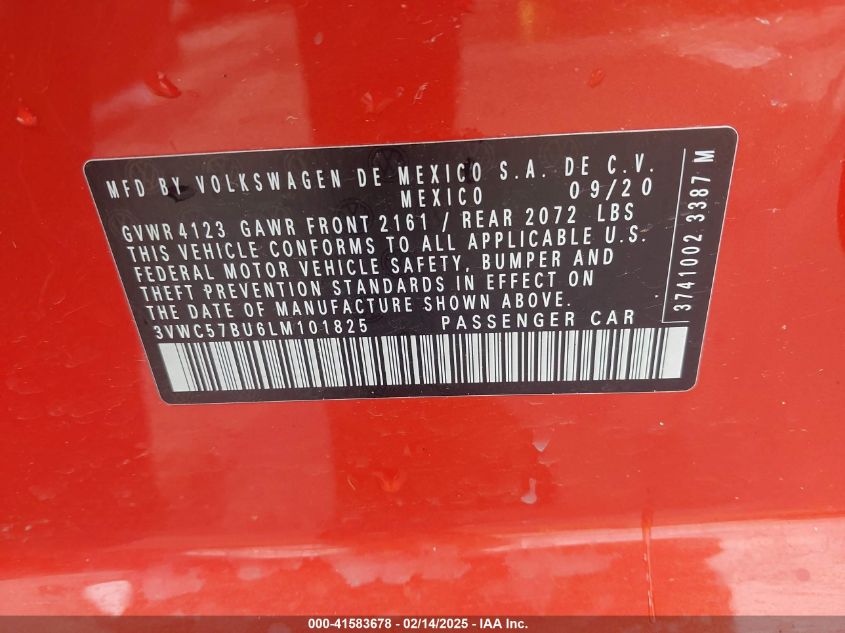 MFD BY VOLKSWAGEN DE MEXICO S.A. DE C.V.
MEXICO 09/20
GVWR 4123 GAWR FRONT 2161 / REAR 2072 LBS
THIS VEHICLE CONFORMS TO ALL APPLICABLE U.S.
FEDERAL MOTOR VEHICLE SAFETY, BUMPER AND
THEFT PREVENTION STANDARDS IN EFFECT ON
THE DATE OF MANUFACTURE SHOWN ABOVE.
3VWC57BU6LM101825 PASSENGER CAR
3741002 3387 M
000-41583678 - 02/14/2025 - IAA Inc.